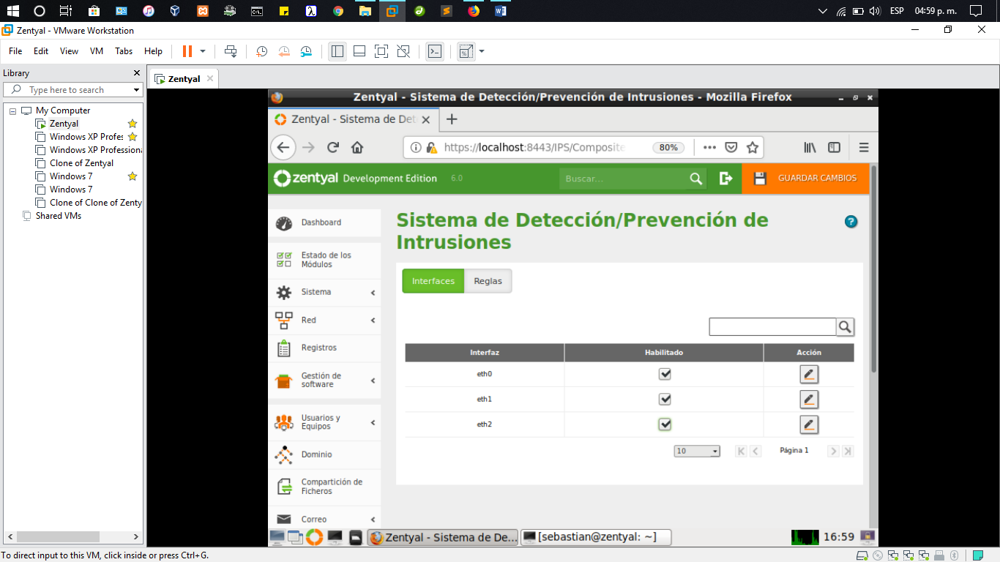 ESP 04:59 p. m.
Zentyal - VMware Workstation
File Edit View VM Tabs Help
Library
Zentyal
Type here to search
My Computer
Zentyal
Windows XP Profes
Windows XP Professiona
Clone of Zentyal
Windows 7
Windows 7
Clone of Clone of Zenty
Shared VMs
Zentyal - Sistema de Detección/Prevención de Intrusiones - Mozilla Firefox
Zentyal - Sistema de Det
https://localhost:8443/IPS/Composite 80%
zentyal Development Edition 6.0 Buscar... GUARDAR CAMBIOS
Dashboard
Estado de los
Módulos
Sistema
Red
Registros
Gestión de
software
Usuarios y
Equipos
Dominio
Compartición de
Ficheros
Correo
Sistema de Detección/Prevención de
Intrusiones
Interfaces Reglas
Interfaz Habilitado Acción
eth0
eth1
eth2
10 Página 1
Zentyal - Sistema de De... [sebastian@zentyal: ~] 16:59
To direct input to this VM, click inside or press Ctrl+G.